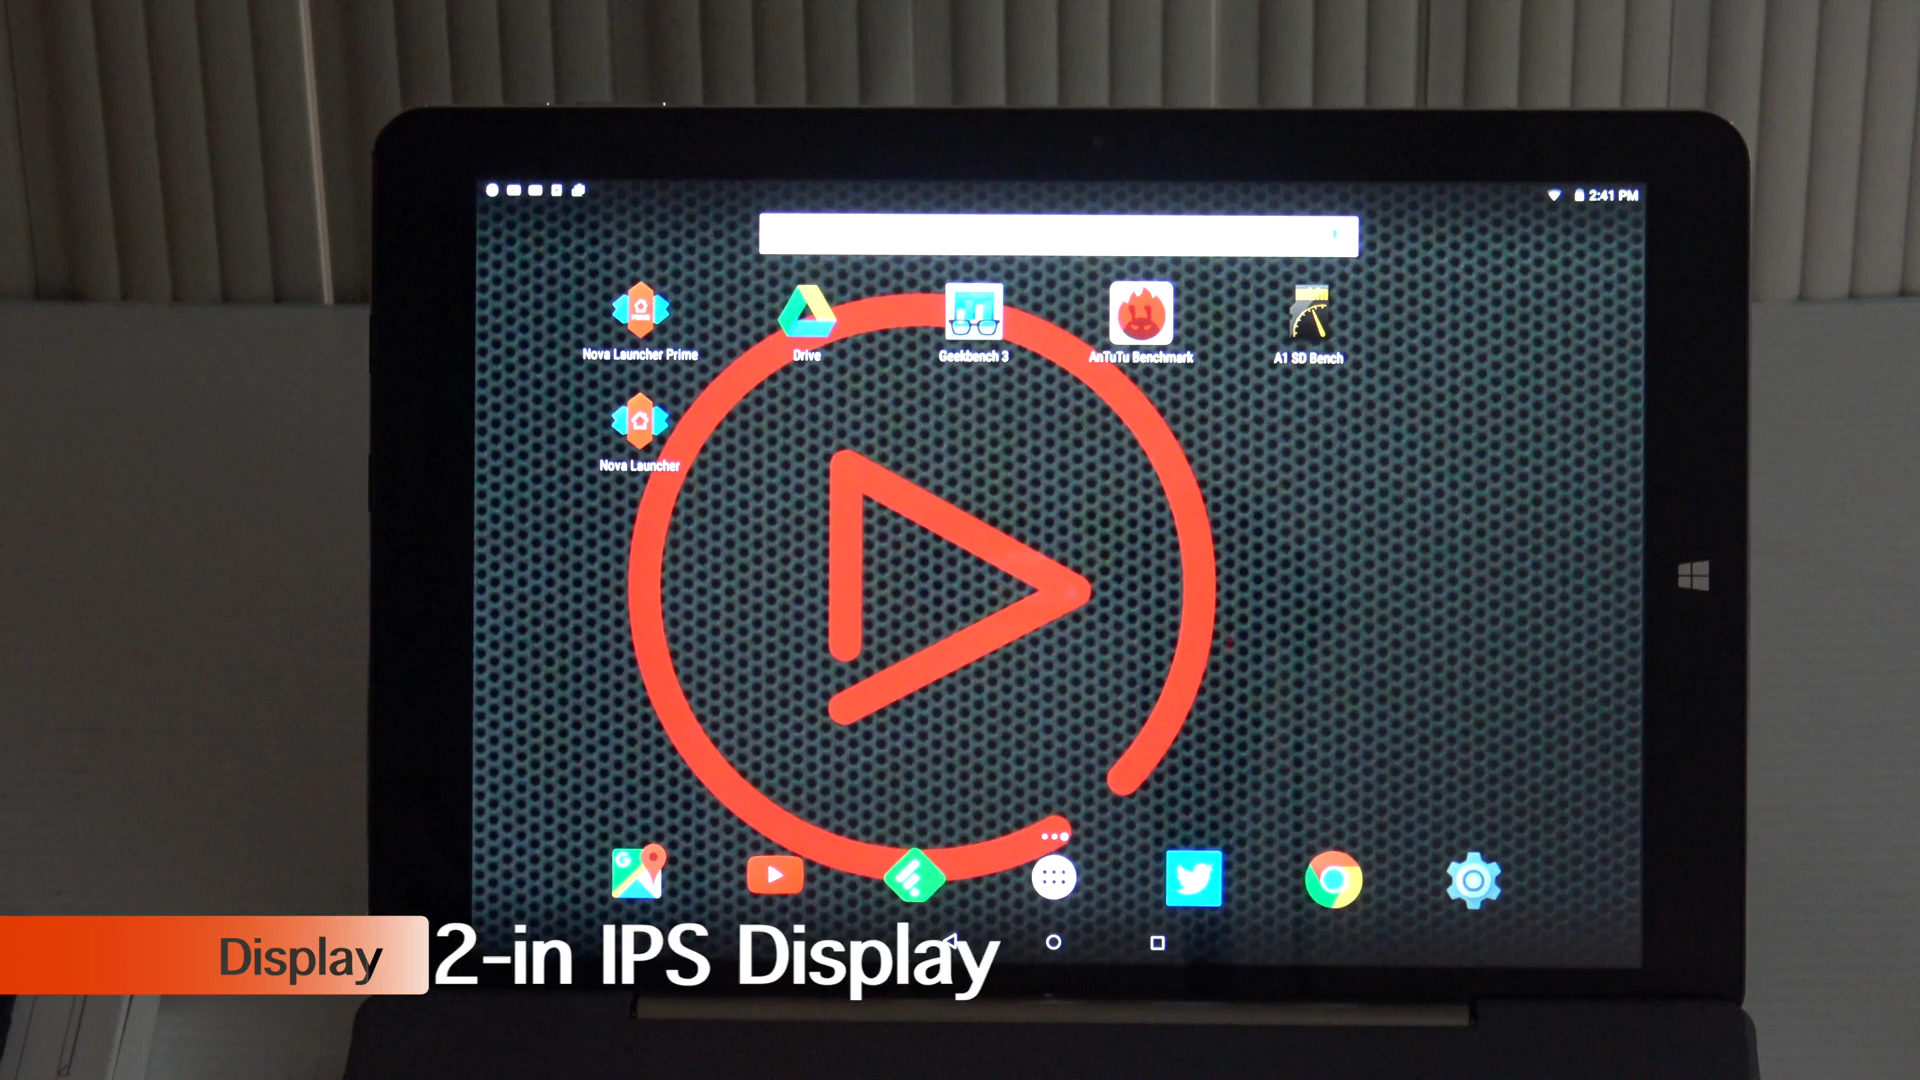 2:41 PM
Nova Launcher Prime
Drive
Geekbench 3
AnTuTu Benchmark
A1 SD Bench
Nova Launcher
G
Display
2-in IPS Display